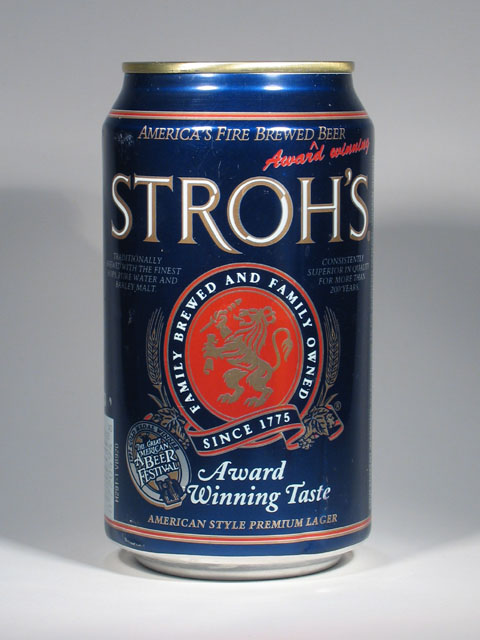 AMERICA'S FIRE BREWED BEER
Award winning
STROH'S
TRADITIONALLY
WITH THE FINEST
WATER AND
BARLEY MALT
CONSISTENTLY
SUPERIOR IN QUALITY
FOR MORE THAN
200 YEARS.
FAMILY BREWED AND FAMILY OWNED
SINCE 1775
GREAT
AMERICAN
BEER
FESTIVAL
Award
Winning Taste
AMERICAN STYLE PREMIUM LAGER